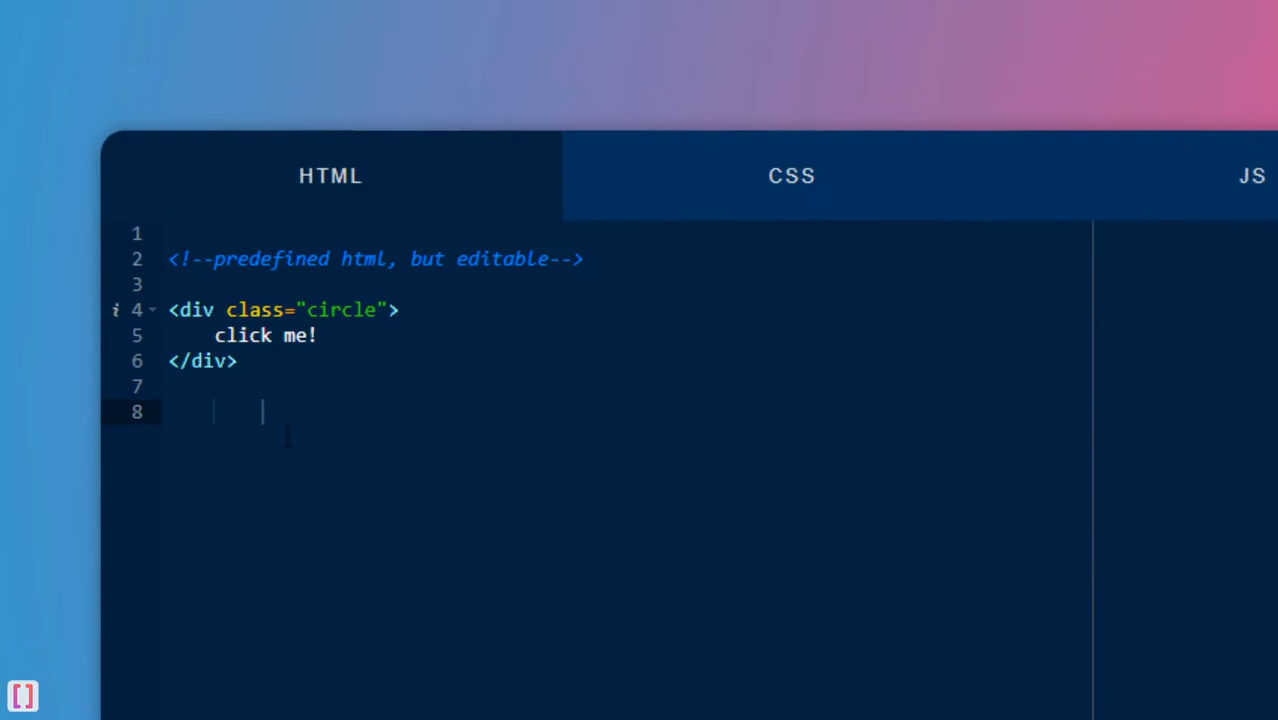 HTML
CSS
JS
1
2 <!--predefined html, but editable-->
3
i 4 <div class="circle">
5 click me!
6 </div>
7
8
[]